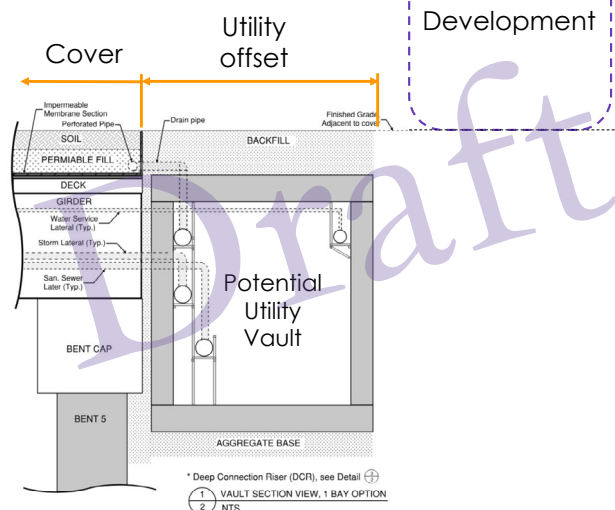 Cover
Utility
offset
Development
Impermeable
Membrane Section
Perforated Pipe
Drain pipe
Finished Grade
Adjacent to cove
SOIL
BACKFILL
PERMIABLE FILL
DECK
GIRDER
Water Service
Lateral (Typ.)
Storm Lateral (Typ.)
San. Sewer
Later (Typ.)
Potential
Utility
Vault
BENT CAP
BENT 5
AGGREGATE BASE
* Deep Connection Riser (DCR), see Detail
1 VAULT SECTION VIEW, 1 BAY OPTION
2 NTS
Draft